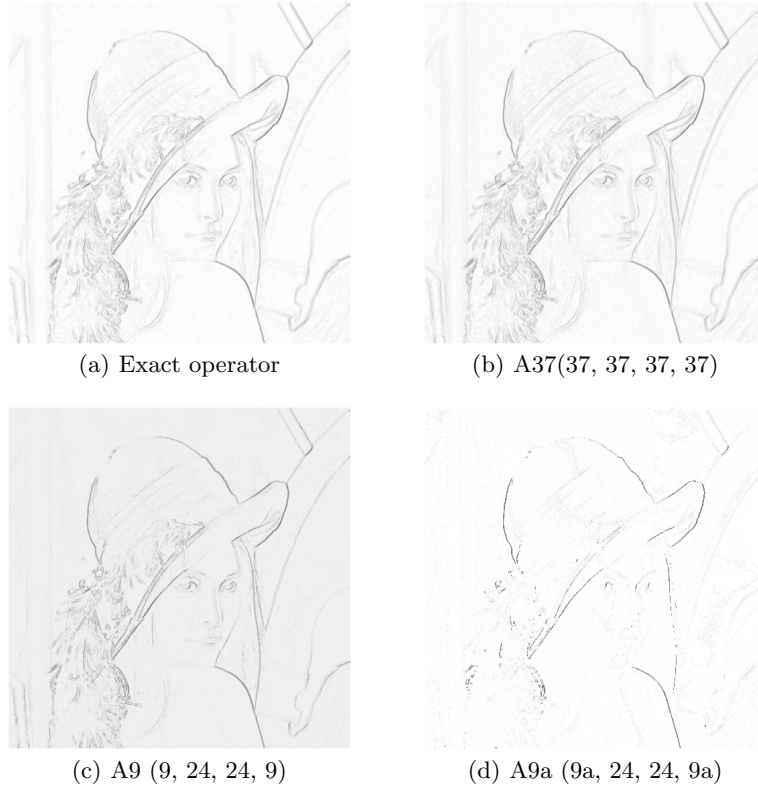 (a) Exact operator
(b) A37(37, 37, 37, 37)
(c) A9 (9, 24, 24, 9)
(d) A9a (9a, 24, 24, 9a)